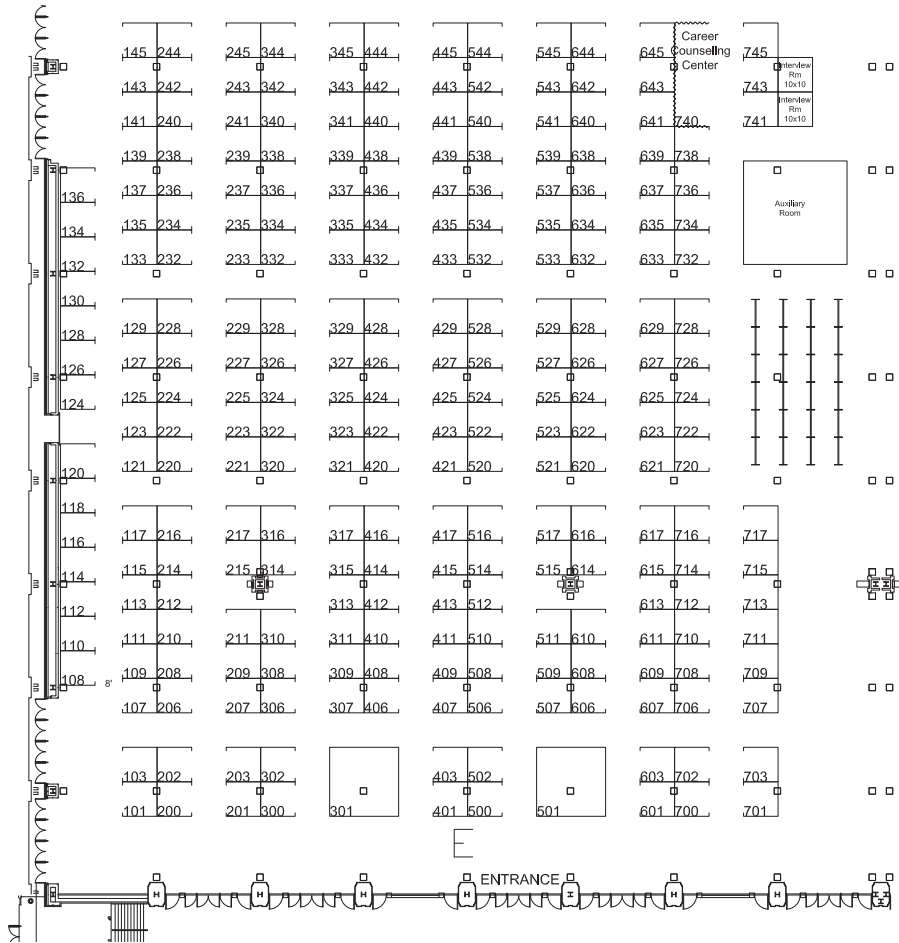 Career
145 244 245 344 345 444 445 544 545 644 645 Counseling 745
Center
Interview
Rm
10x10
143 242 243 342 343 442 443 542 543 642 643 743
Interview
Rm
10x10
141 240 241 340 341 440 441 540 541 640 641 740 741
139 238 239 338 339 438 439 538 539 638 639 738
136 137 236 237 336 337 436 437 536 537 636 637 736
Auxiliary
Room
134 135 234 235 334 335 434 435 534 535 634 635 734
132 133 232 233 332 333 432 433 532 533 632 633 732
130
128 129 228 229 328 329 428 429 528 529 628 629 728
126 127 226 227 326 327 426 427 526 527 626 627 726
124 125 224 225 324 325 424 425 524 525 624 625 724
123 222 223 322 323 422 423 522 523 622 623 722
120 121 220 221 320 321 420 421 520 521 620 621 720
118
116 117 216 217 316 317 416 417 516 517 616 617 716 717
114 115 214 215 314 315 414 415 514 515 614 615 714 715
112 113 212 313 412 413 512 613 712 713
110 111 210 211 310 311 410 411 510 511 610 611 710 711
108 8' 109 208 209 308 309 408 409 508 509 608 609 708 709
107 206 207 306 307 406 407 506 507 606 607 706 707
103 202 203 302 403 502 603 702 703
101 200 201 300 301 401 500 501 601 700 701
E
ENTRANCE